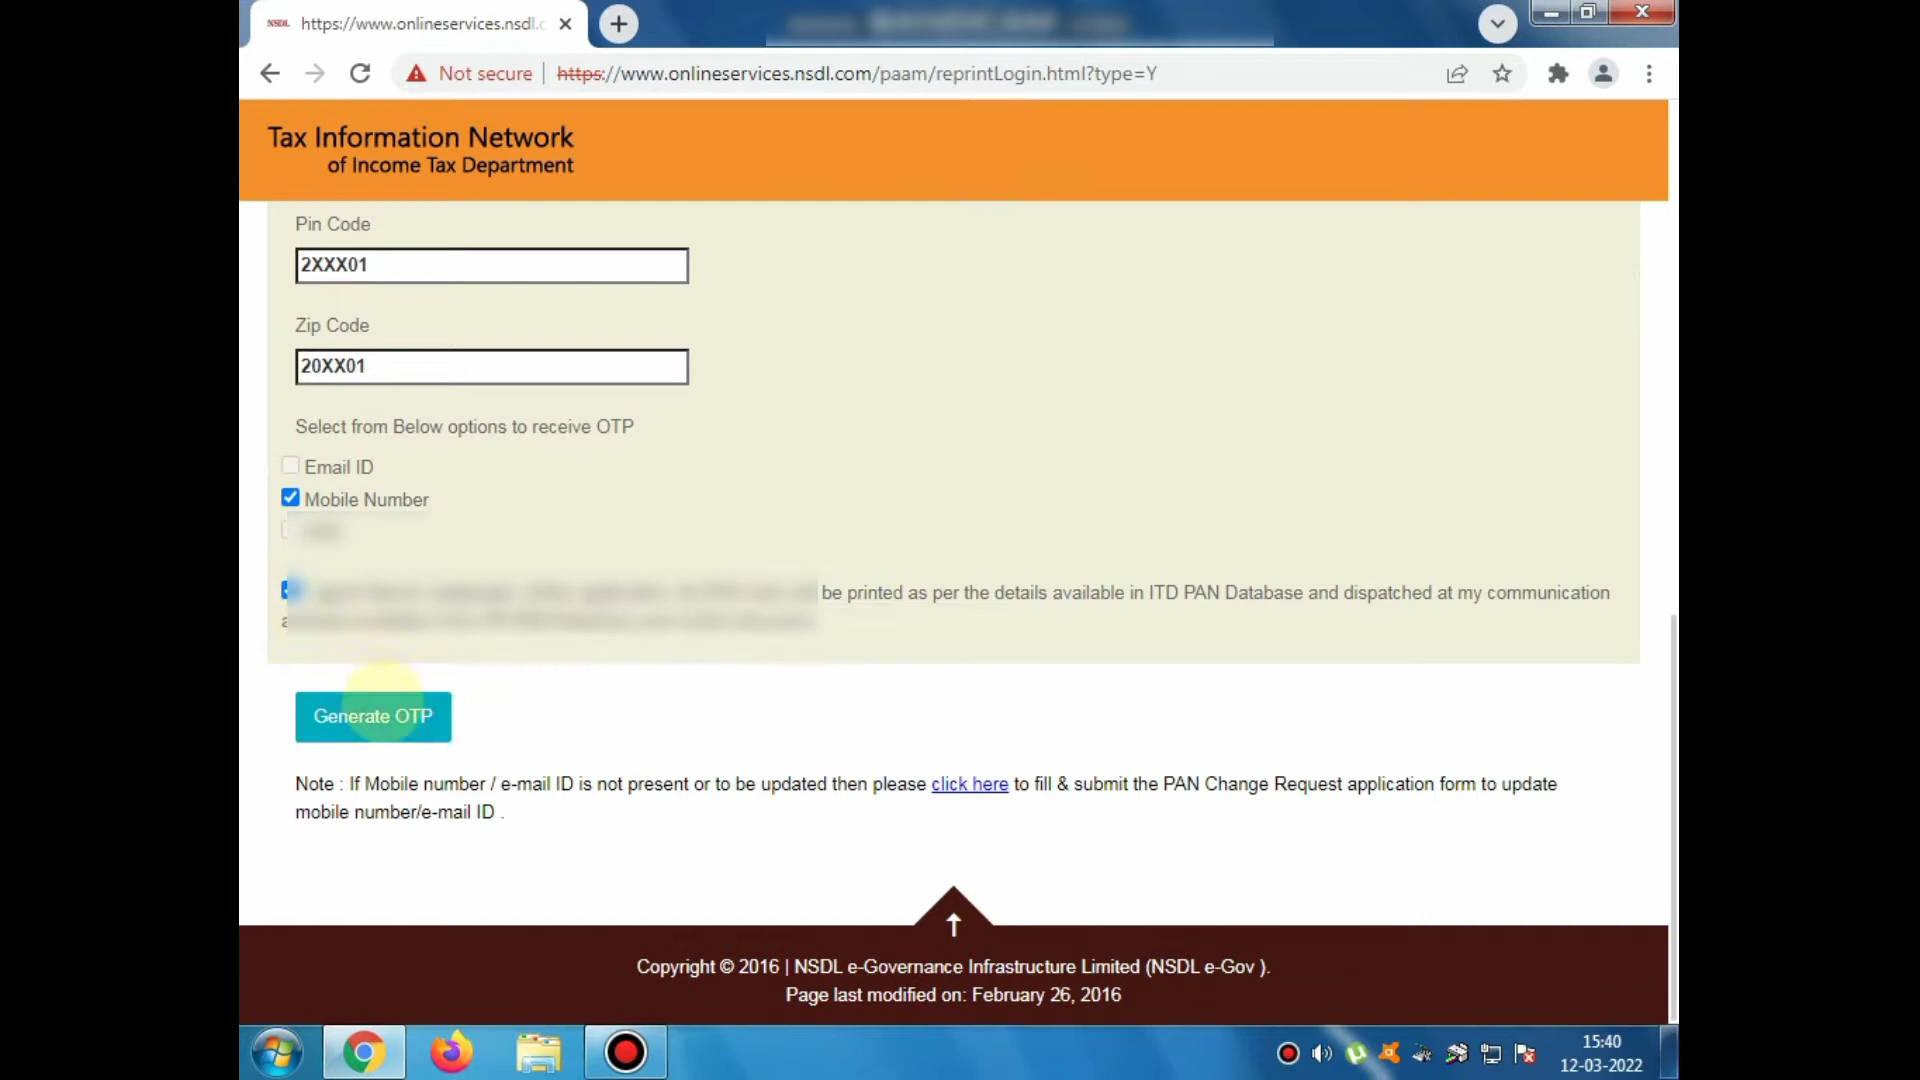 NSDL https://www.onlineservices.nsdl.c
Not secure https://www.onlineservices.nsdl.com/paam/reprintLogin.html?type=Y
Tax Information Network
of Income Tax Department
Pin Code
2XXX01
Zip Code
20XX01
Select from Below options to receive OTP
Email ID
Mobile Number
be printed as per the details available in ITD PAN Database and dispatched at my communication
Generate OTP
Note : If Mobile number / e-mail ID is not present or to be updated then please click here to fill & submit the PAN Change Request application form to update
mobile number/e-mail ID .
Copyright © 2016 | NSDL e-Governance Infrastructure Limited (NSDL e-Gov ).
Page last modified on: February 26, 2016
15:40
12-03-2022